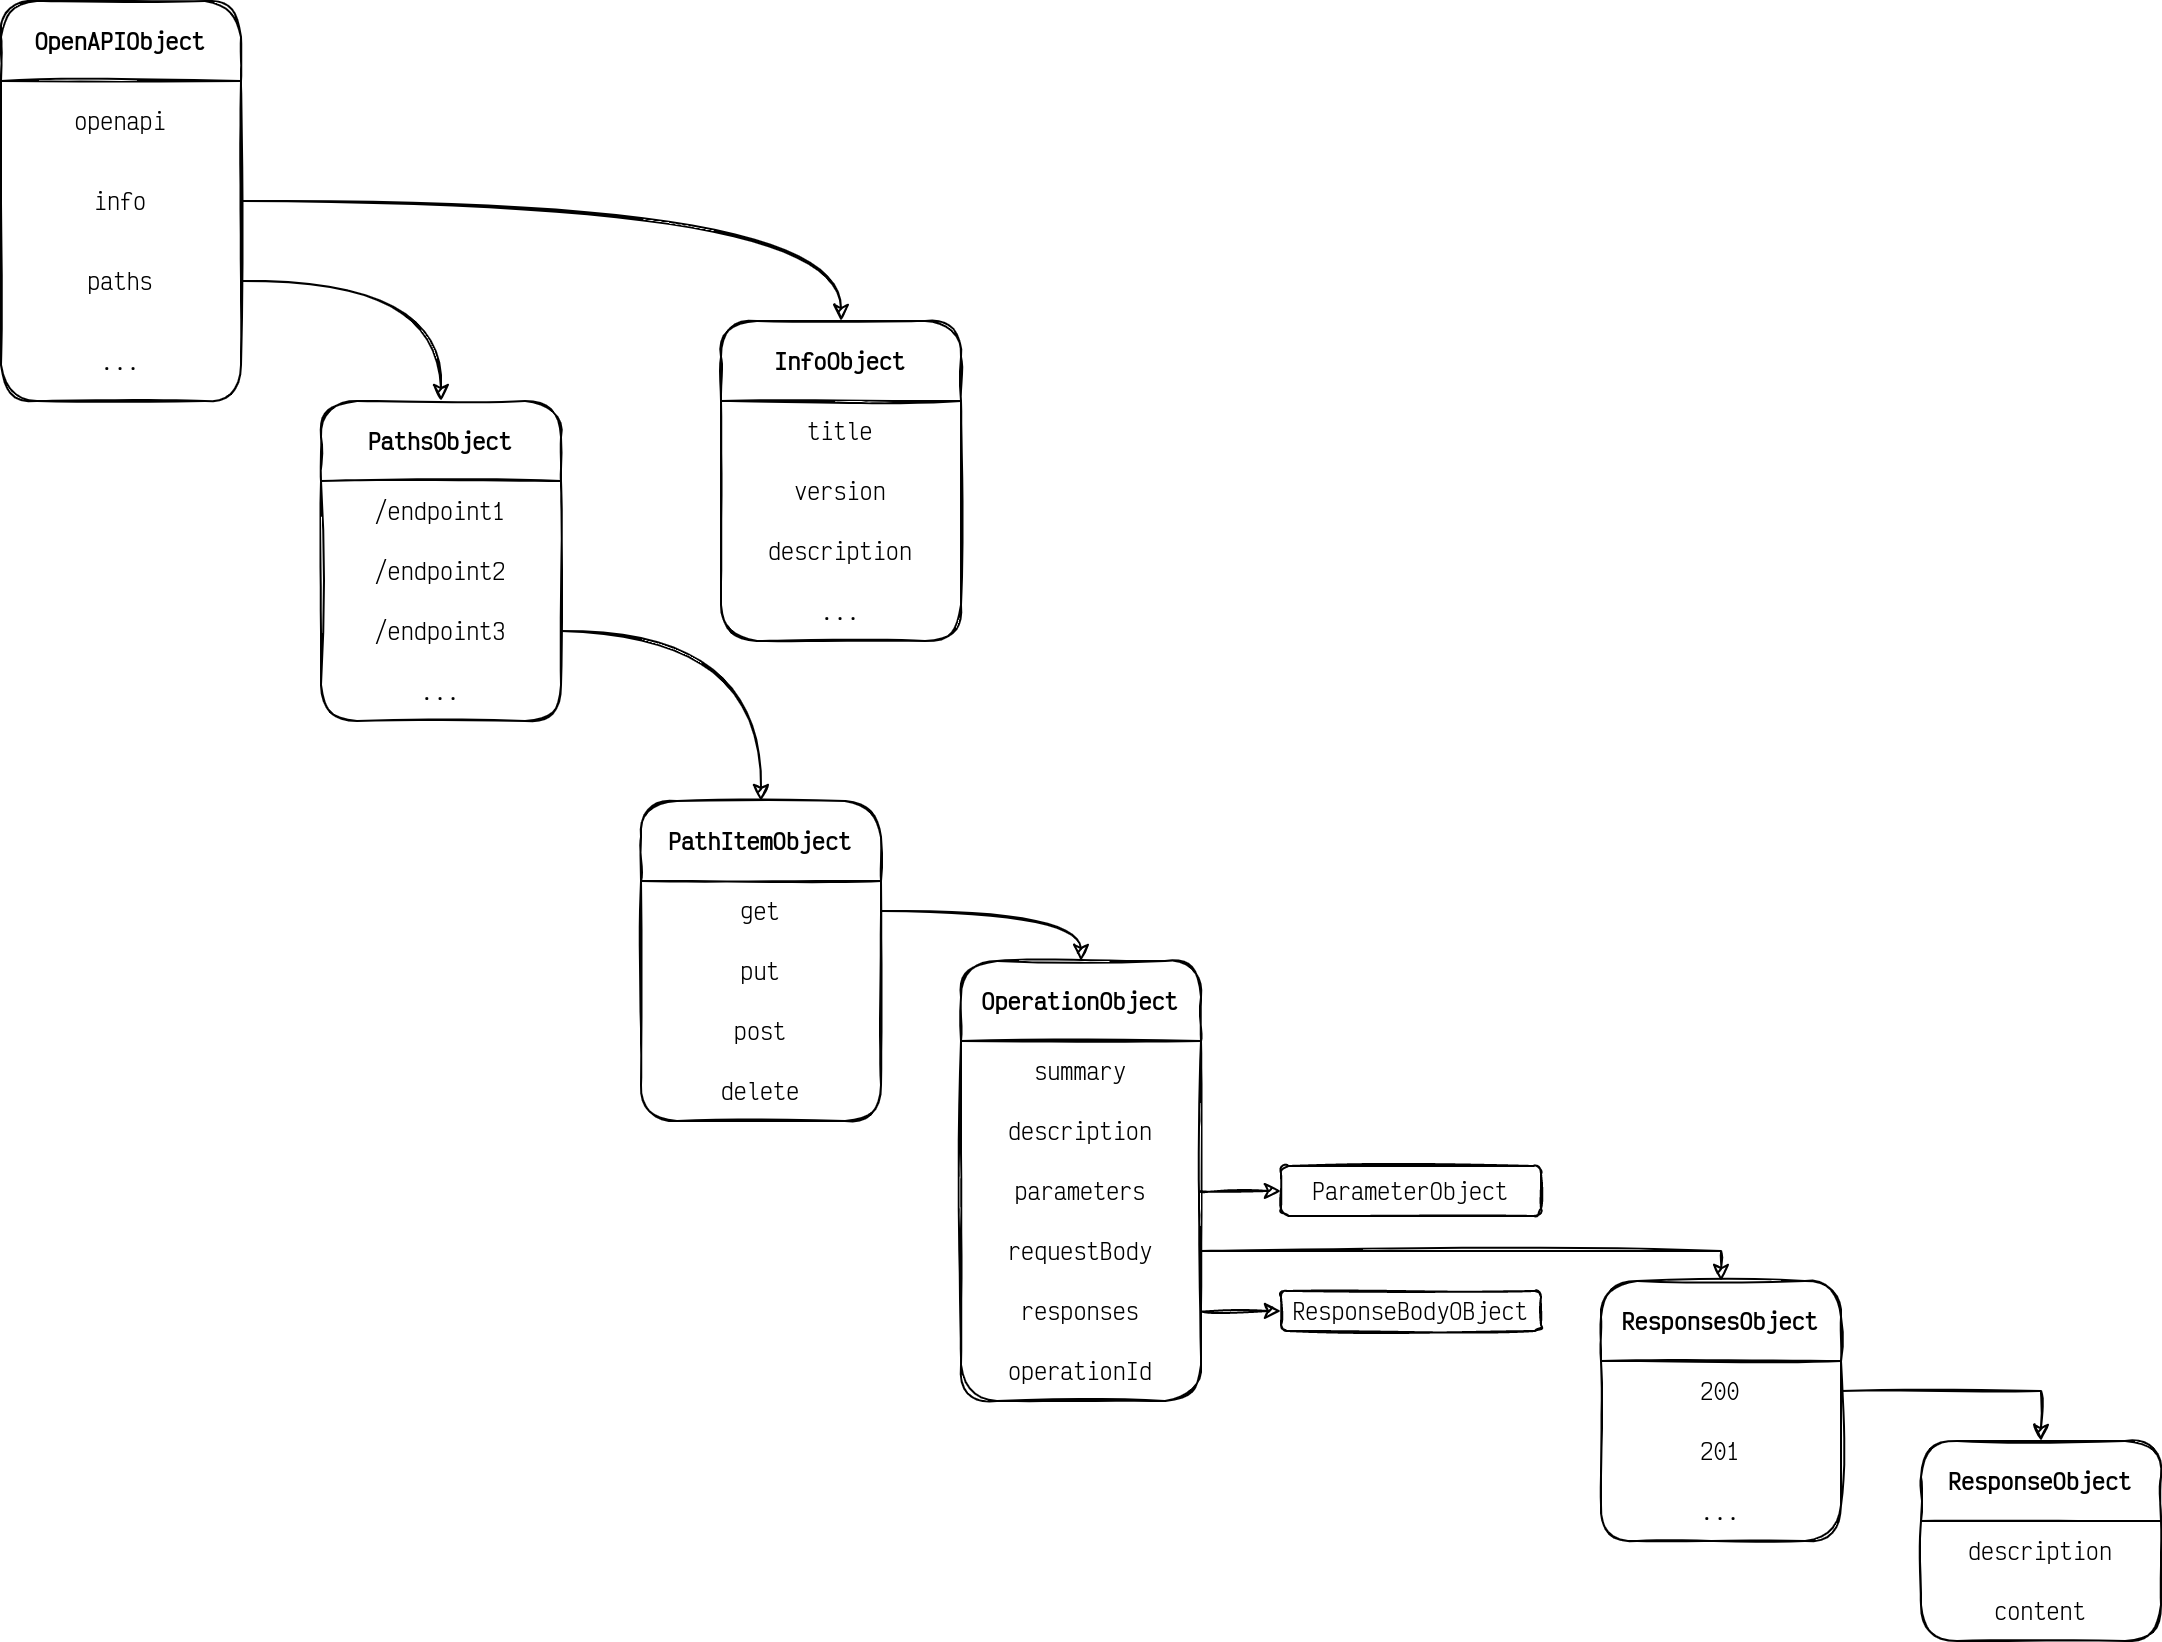 OpenAPIObject
openapi
info
paths
...
InfoObject
title
version
description
...
PathsObject
/endpoint1
/endpoint2
/endpoint3
...
PathItemObject
get
put
post
delete
OperationObject
summary
description
parameters
requestBody
responses
operationId
ParameterObject
ResponseBodyOBject
ResponsesObject
200
201
...
ResponseObject
description
content